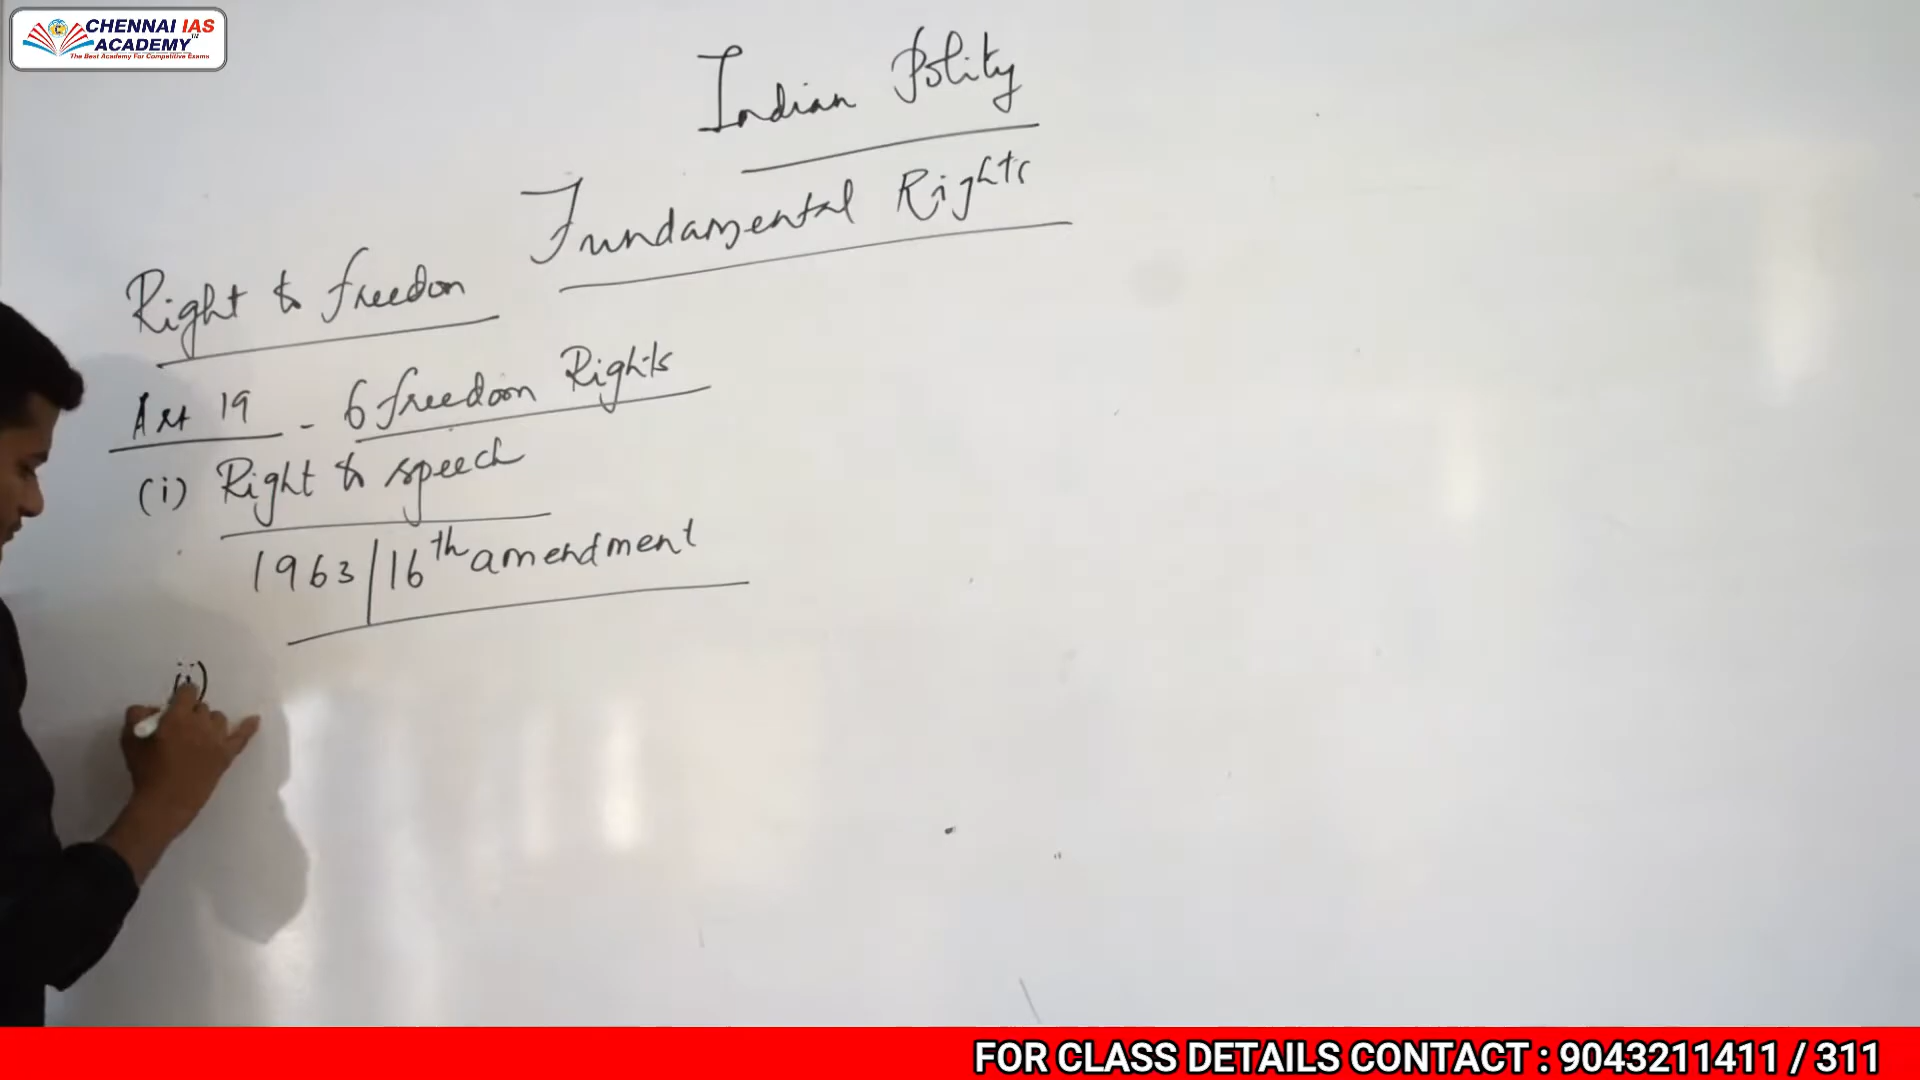 CHENNAI IAS
ACADEMY
The Best Academy For Competitive Exams
Indian Polity
Fundamental Rights
Right to freedom
Art 19 - 6 freedom Rights
(i) Right to speech
1963 | 16th amendment
(ii)
FOR CLASS DETAILS CONTACT : 9043211411 / 311